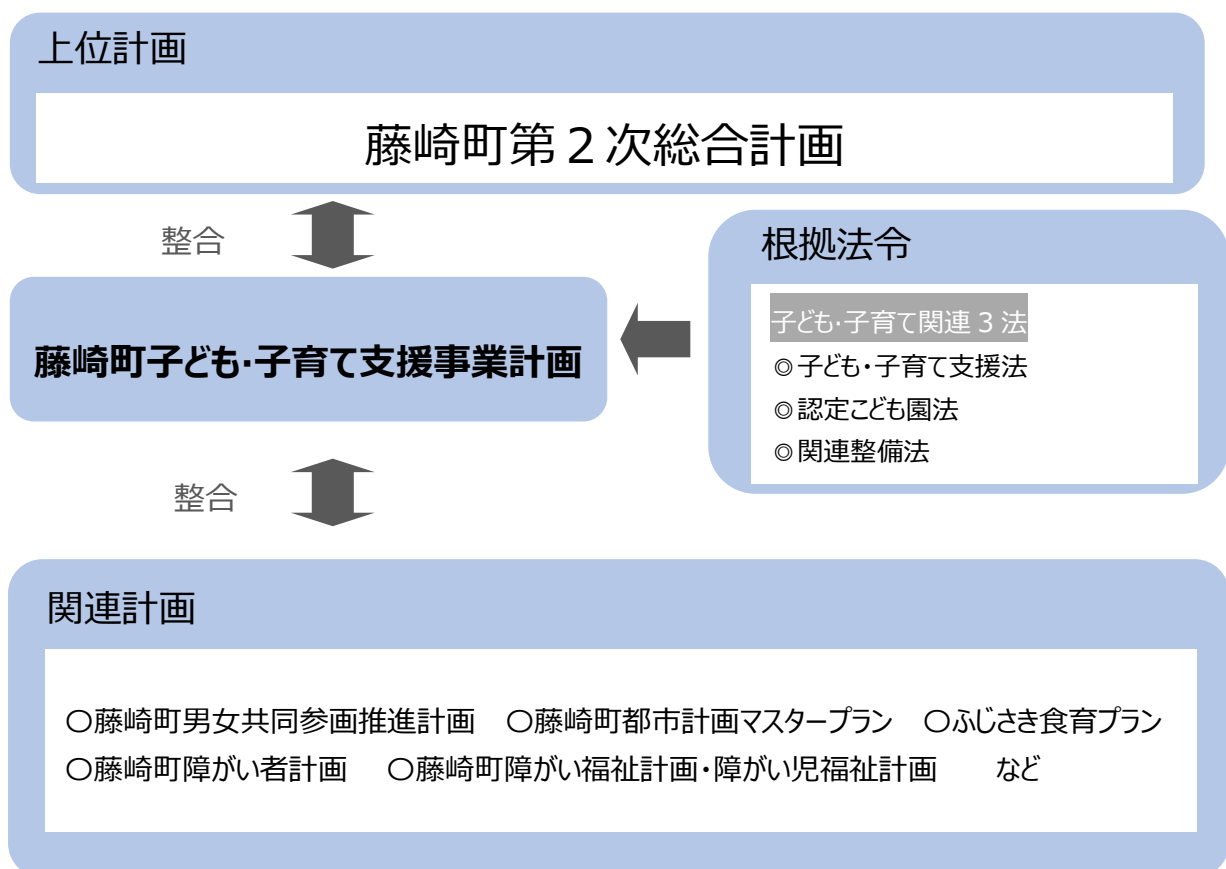 上位計画
藤崎町第２次総合計画
整合
根拠法令
子ども・子育て関連３法
◎子ども・子育て支援法
◎認定こども園法
◎関連整備法
藤崎町子ども・子育て支援事業計画
整合
関連計画
〇藤崎町男女共同参画推進計画　〇藤崎町都市計画マスタープラン　〇ふじさき食育プラン
〇藤崎町障がい者計画　〇藤崎町障がい福祉計画・障がい児福祉計画　など